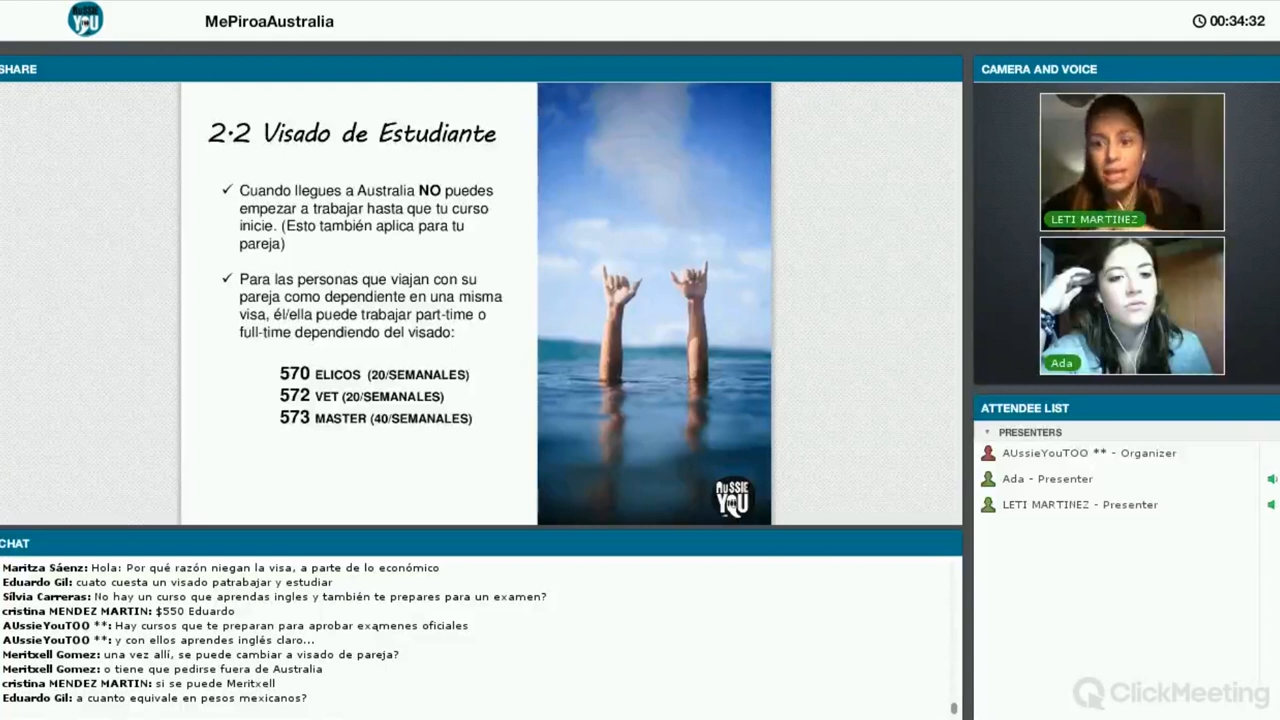 AUSSIE
YOU
MePiroaAustralia
00:34:32
SHARE
2.2 Visado de Estudiante
✓ Cuando llegues a Australia NO puedes
empezar a trabajar hasta que tu curso
inicie. (Esto también aplica para tu
pareja)
✓ Para las personas que viajan con su
pareja como dependiente en una misma
visa, él/ella puede trabajar part-time o
full-time dependiendo del visado:
570 ELICOS (20/SEMANALES)
572 VET (20/SEMANALES)
573 MASTER (40/SEMANALES)
AUSSIE
YOU
CAMERA AND VOICE
LETI MARTINEZ
Ada
ATTENDEE LIST
PRESENTERS
AUssieYouTOO ** - Organizer
Ada - Presenter
LETI MARTINEZ - Presenter
CHAT
Maritza Sáenz: Hola: Por qué razón niegan la visa, a parte de lo económico
Eduardo Gil: cuato cuesta un visado patrabajar y estudiar
Sílvia Carreras: No hay un curso que aprendas ingles y también te prepares para un examen?
cristina MENDEZ MARTIN: $550 Eduardo
AUssieYouTOO **: Hay cursos que te preparan para aprobar exqmenes oficiales
AUssieYouTOO **: y con ellos aprendes inglés claro...
Meritxell Gomez: una vez allí, se puede cambiar a visado de pareja?
Meritxell Gomez: o tiene que pedirse fuera de Australia
cristina MENDEZ MARTIN: si se puede Meritxell
Eduardo Gil: a cuanto equivale en pesos mexicanos?
ClickMeeting